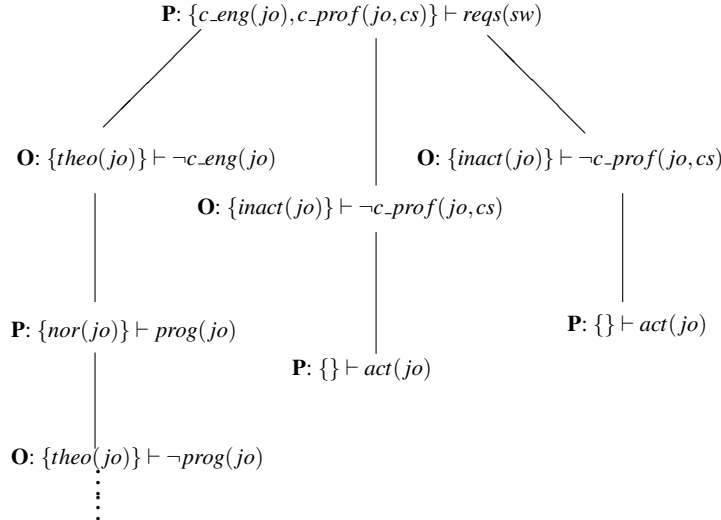 P: {c_eng(jo),c_prof(jo,cs)} ⊢ reqs(sw)
O: {theo(jo)} ⊢ ¬c_eng(jo)
O: {inact(jo)} ⊢ ¬c_prof(jo,cs)
O: {inact(jo)} ⊢ ¬c_prof(jo,cs)
P: {nor(jo)} ⊢ prog(jo)
P: {} ⊢ act(jo)
P: {} ⊢ act(jo)
O: {theo(jo)} ⊢ ¬prog(jo)